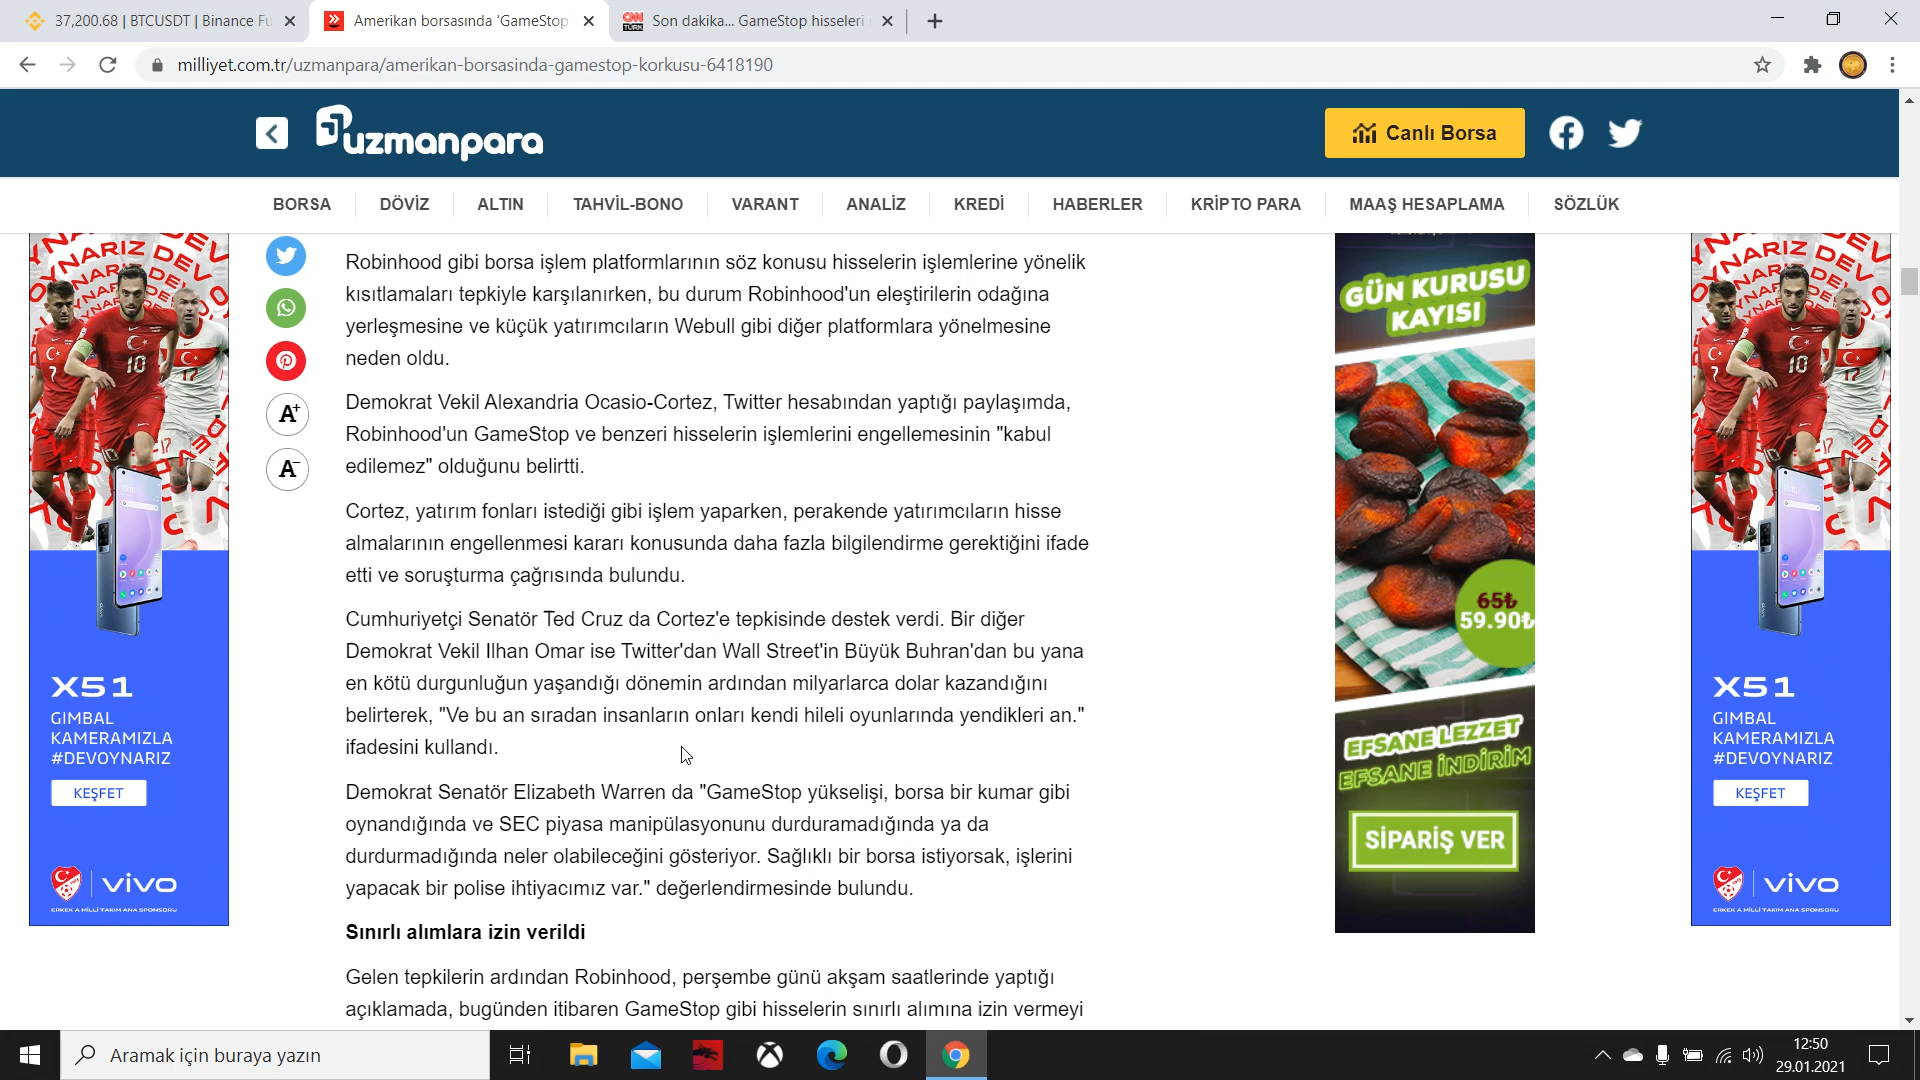 37,200.68 | BTCUSDT | Binance Fu
Amerikan borsasında 'GameStop
Son dakika... GameStop hisseleri
milliyet.com.tr/uzmanpara/amerikan-borsasinda-gamestop-korkusu-6418190
uzmanpara
Canlı Borsa
BORSA
DÖVİZ
ALTIN
TAHVİL-BONO
VARANT
ANALİZ
KREDİ
HABERLER
KRİPTO PARA
MAAŞ HESAPLAMA
SÖZLÜK
Robinhood gibi borsa işlem platformlarının söz konusu hisselerin işlemlerine yönelik
kısıtlamaları tepkiyle karşılanırken, bu durum Robinhood'un eleştirilerin odağına
yerleşmesine ve küçük yatırımcıların Webull gibi diğer platformlara yönelmesine
neden oldu.
Demokrat Vekil Alexandria Ocasio-Cortez, Twitter hesabından yaptığı paylaşımda,
Robinhood'un GameStop ve benzeri hisselerin işlemlerini engellemesinin "kabul
edilemez" olduğunu belirtti.
Cortez, yatırım fonları istediği gibi işlem yaparken, perakende yatırımcıların hisse
almalarının engellenmesi kararı konusunda daha fazla bilgilendirme gerektiğini ifade
etti ve soruşturma çağrısında bulundu.
Cumhuriyetçi Senatör Ted Cruz da Cortez'e tepkisinde destek verdi. Bir diğer
Demokrat Vekil Ilhan Omar ise Twitter'dan Wall Street'in Büyük Buhran'dan bu yana
en kötü durgunluğun yaşandığı dönemin ardından milyarlarca dolar kazandığını
belirterek, "Ve bu an sıradan insanların onları kendi hileli oyunlarında yendikleri an."
ifadesini kullandı.
Demokrat Senatör Elizabeth Warren da "GameStop yükselişi, borsa bir kumar gibi
oynandığında ve SEC piyasa manipülasyonunu durduramadığında ya da
durdurmadığında neler olabileceğini gösteriyor. Sağlıklı bir borsa istiyorsak, işlerini
yapacak bir polise ihtiyacımız var." değerlendirmesinde bulundu.
Sınırlı alımlara izin verildi
Gelen tepkilerin ardından Robinhood, perşembe günü akşam saatlerinde yaptığı
açıklamada, bugünden itibaren GameStop gibi hisselerin sınırlı alımına izin vermeyi
A+
A-
X51
GIMBAL
KAMERAMIZLA
#DEVOYNARIZ
KEŞFET
vivo
ERKEK A MİLLİ TAKIM ANA SPONSORU
GÜN KURUSU
KAYISI
65₺
59.90₺
EFSANE LEZZET
EFSANE İNDİRİM
SİPARİŞ VER
X51
GIMBAL
KAMERAMIZLA
#DEVOYNARIZ
KEŞFET
vivo
ERKEK A MİLLİ TAKIM ANA SPONSORU
Aramak için buraya yazın
12:50
29.01.2021